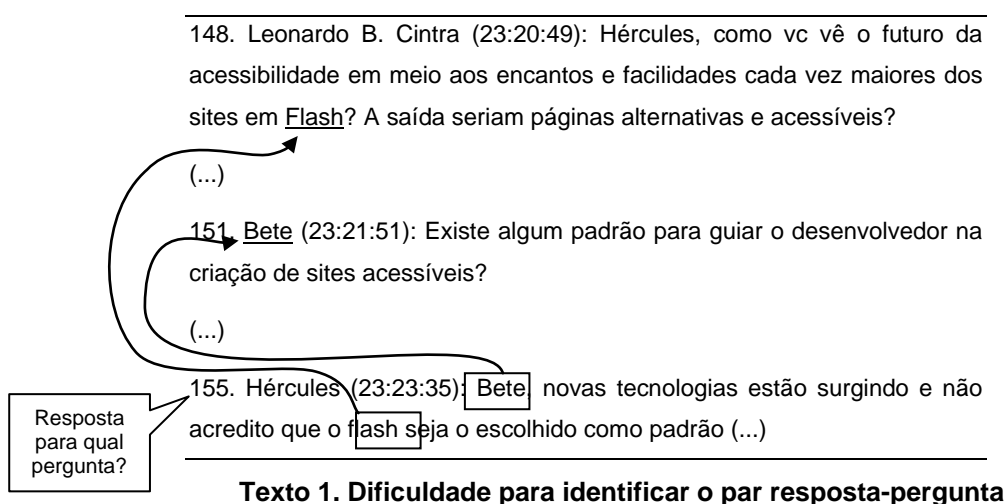 148. Leonardo B. Cintra (23:20:49): Hércules, como vc vê o futuro da
acessibilidade em meio aos encantos e facilidades cada vez maiores dos
sites em Flash? A saída seriam páginas alternativas e acessíveis?
(...)
151. Bete (23:21:51): Existe algum padrão para guiar o desenvolvedor na
criação de sites acessíveis?
(...)
155. Hércules (23:23:35): Bete, novas tecnologias estão surgindo e não
acredito que o flash seja o escolhido como padrão (...)
Resposta
para qual
pergunta?
Texto 1. Dificuldade para identificar o par resposta-pergunta